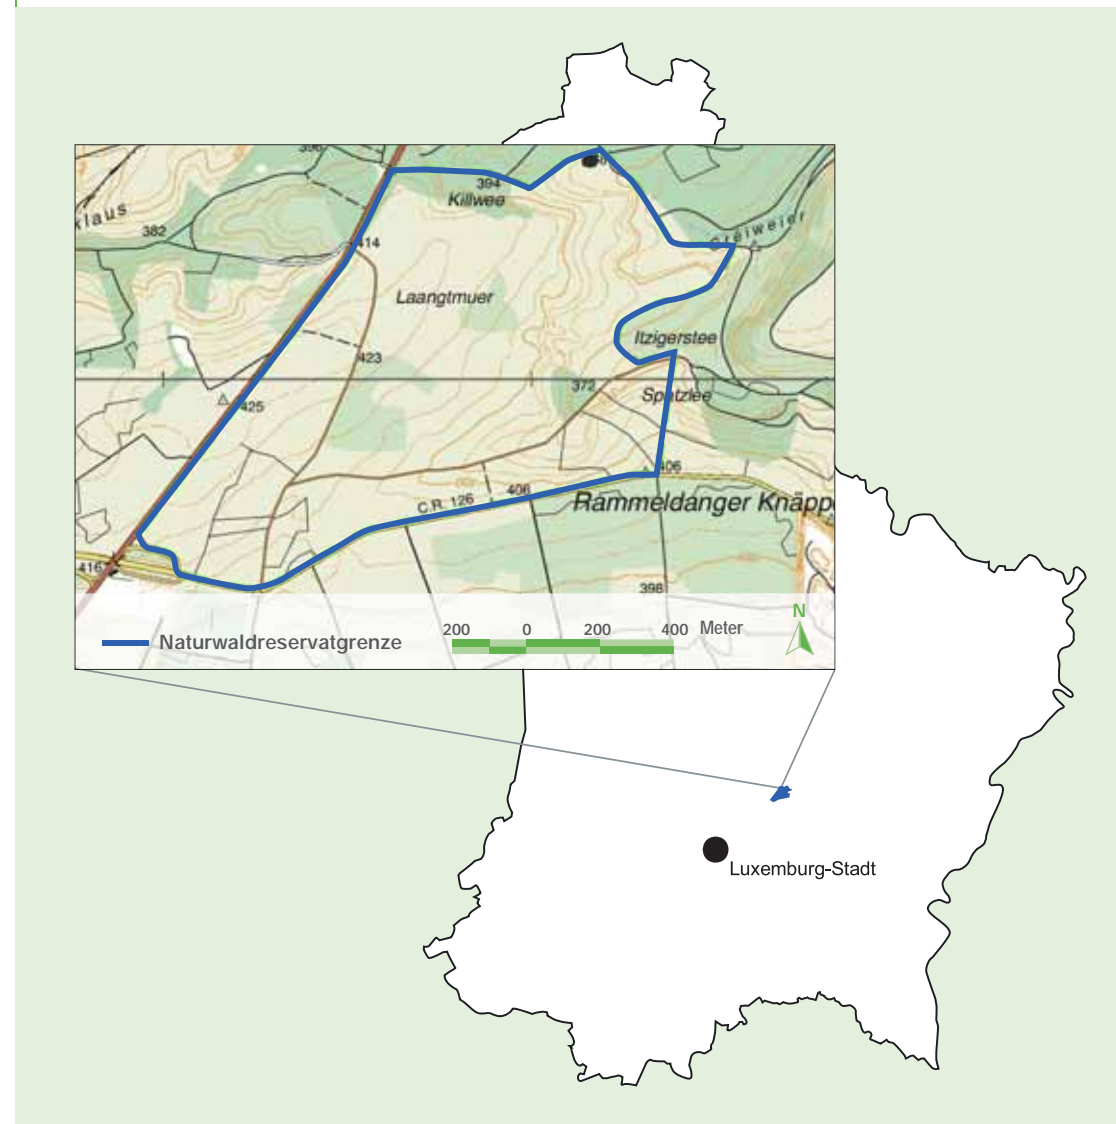 396
394
Killwee
klaus
382
Greiweier
414
Laangtmuer
Itzigerstee
423
372
Spatzlee
425
406
C.R. 126
406
Rammeldanger Knäpp
416
398
N
Naturwaldreservatgrenze
200 0 200 400 Meter
Luxemburg-Stadt